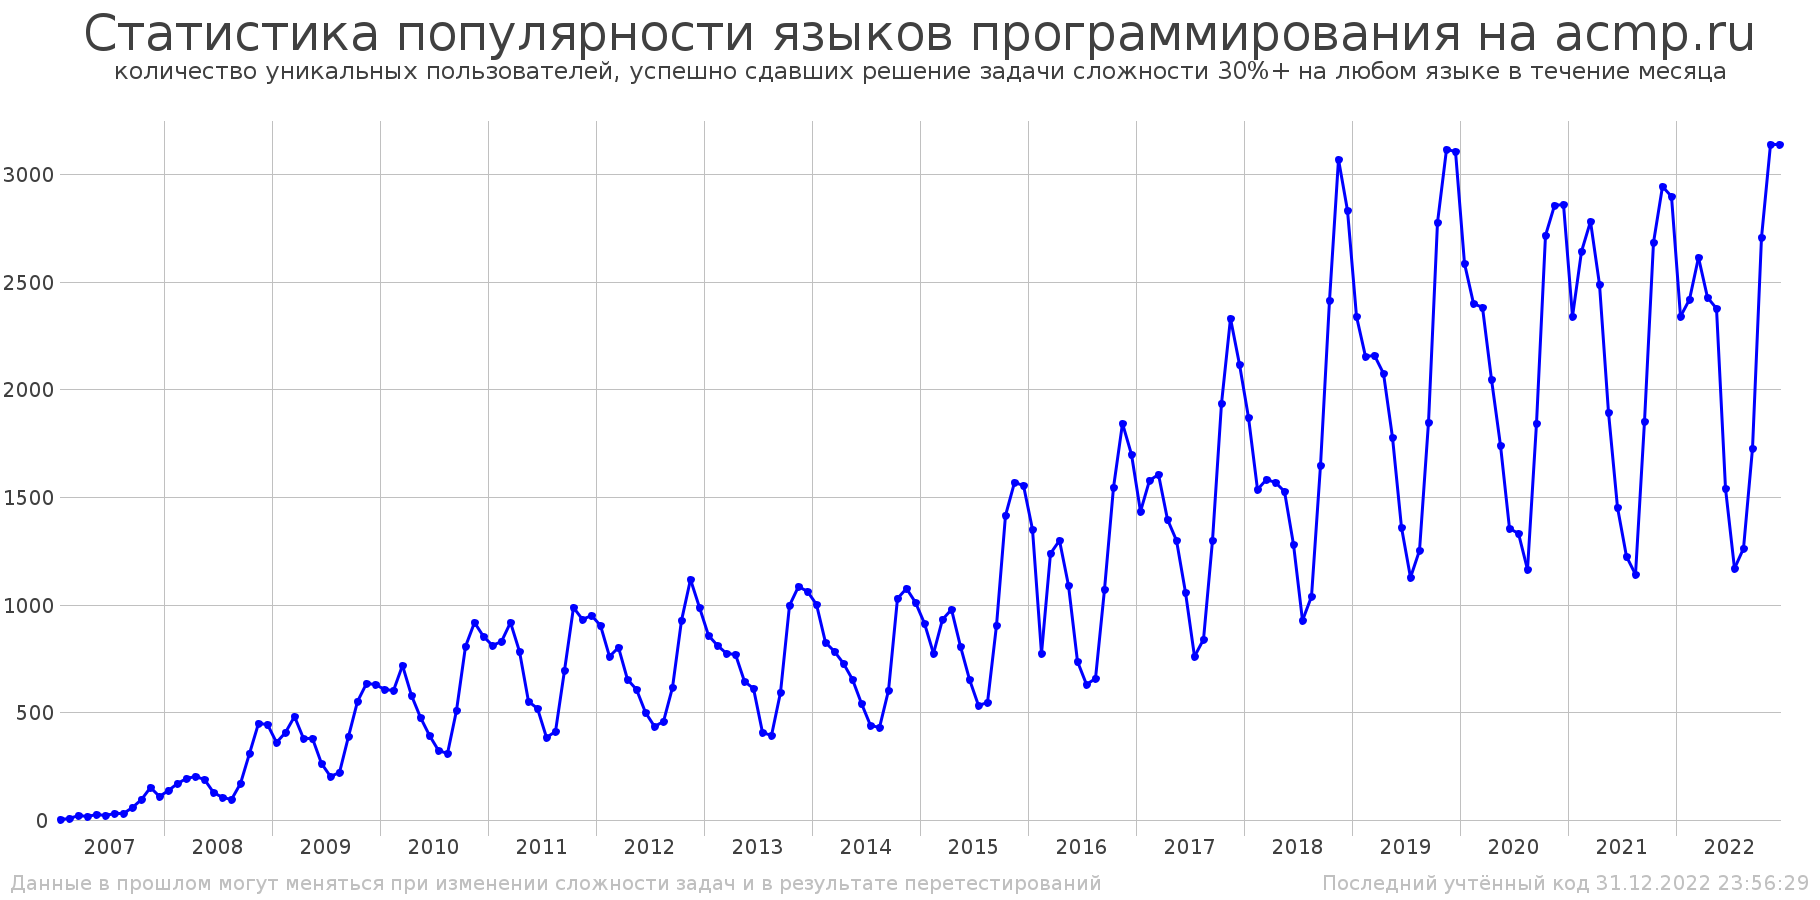 Статистика популярности языков программирования на acmp.ru
количество уникальных пользователей, успешно сдавших решение задачи сложности 30%+ на любом языке в течение месяца
3000
2500
2000
1500
1000
500
0
2007 2008 2009 2010 2011 2012 2013 2014 2015 2016 2017 2018 2019 2020 2021 2022
Данные в прошлом могут меняться при изменении сложности задач и в результате перетестирований
Последний учтённый код 31.12.2022 23:56:29